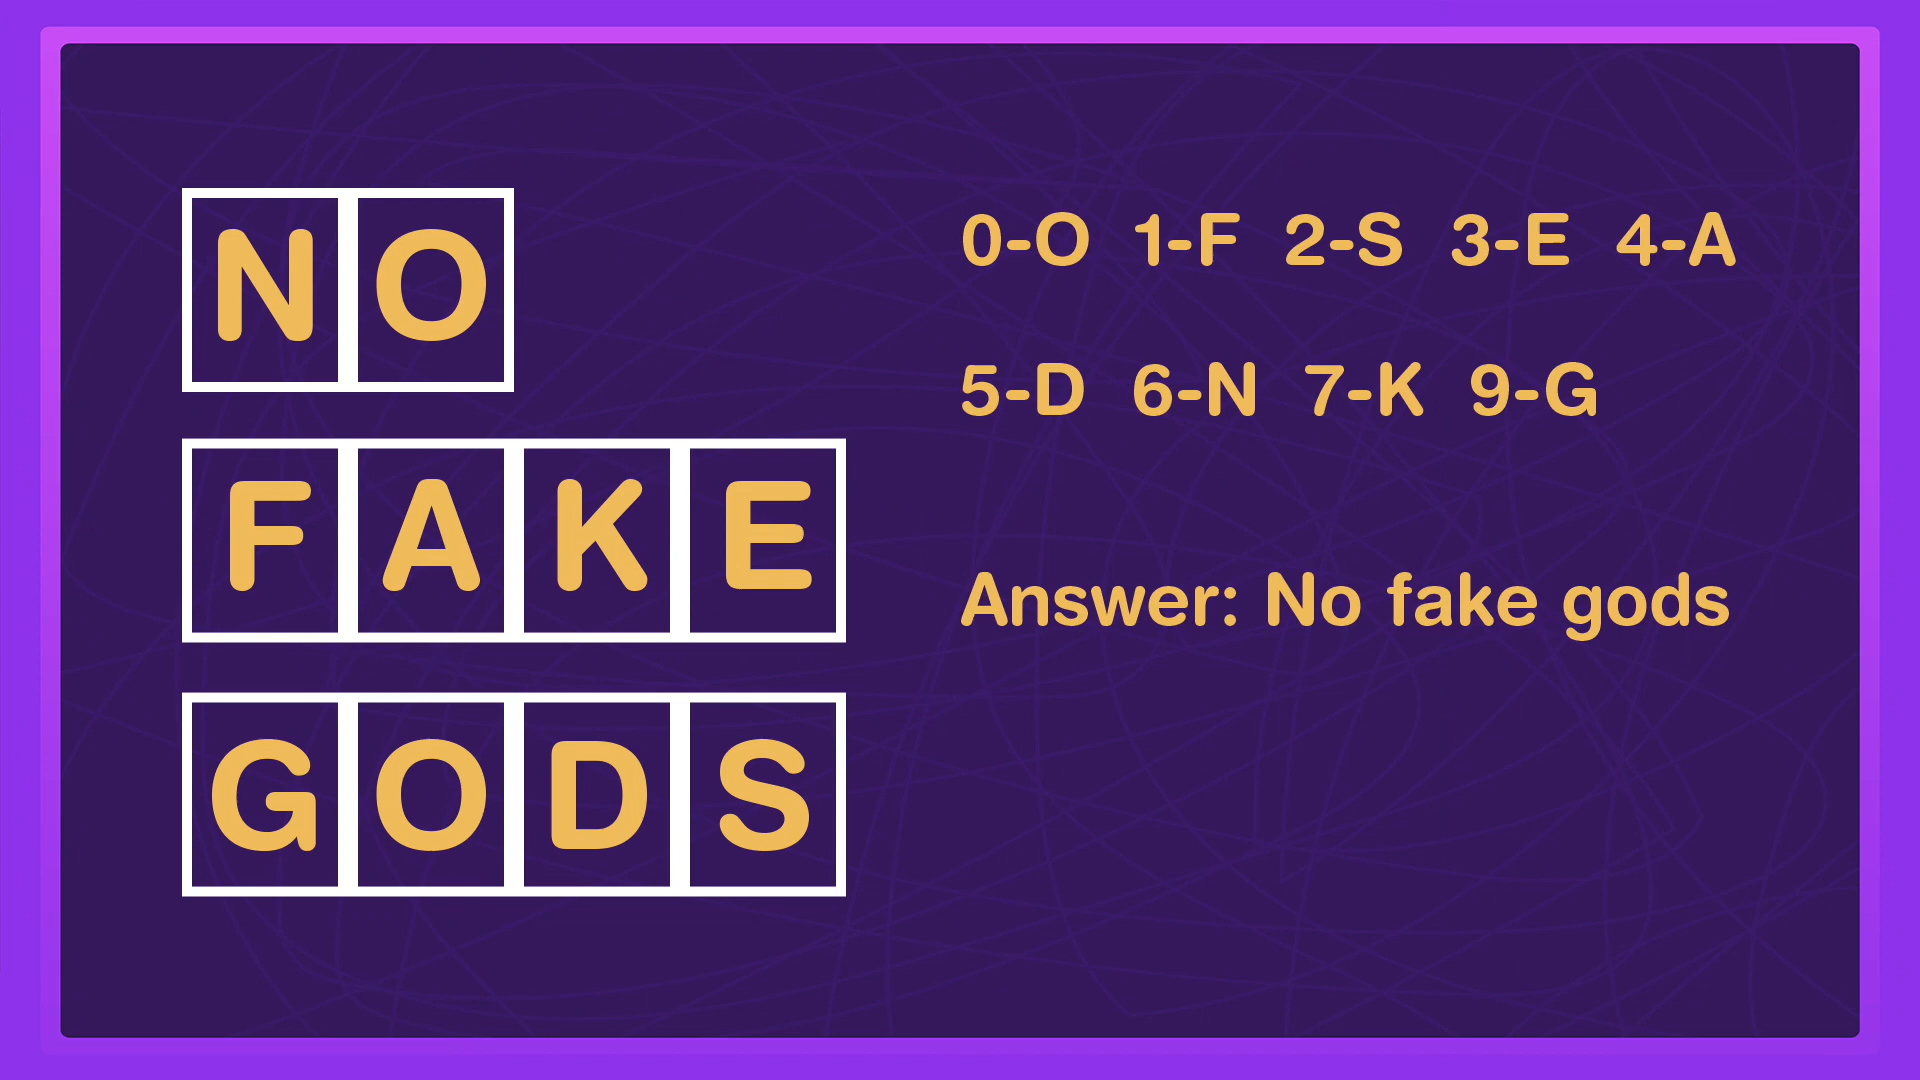 NO
FAKE
GODS
0-O 1-F 2-S 3-E 4-A
5-D 6-N 7-K 9-G
Answer: No fake gods